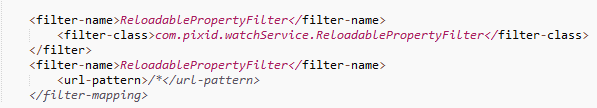 <filter-name>ReloadablePropertyFilter</filter-name>
<filter-class>com.pixid.watchService.ReloadablePropertyFilter</filter-class>
</filter>
<filter-name>ReloadablePropertyFilter</filter-name>
<url-pattern>/*</url-pattern>
</filter-mapping>